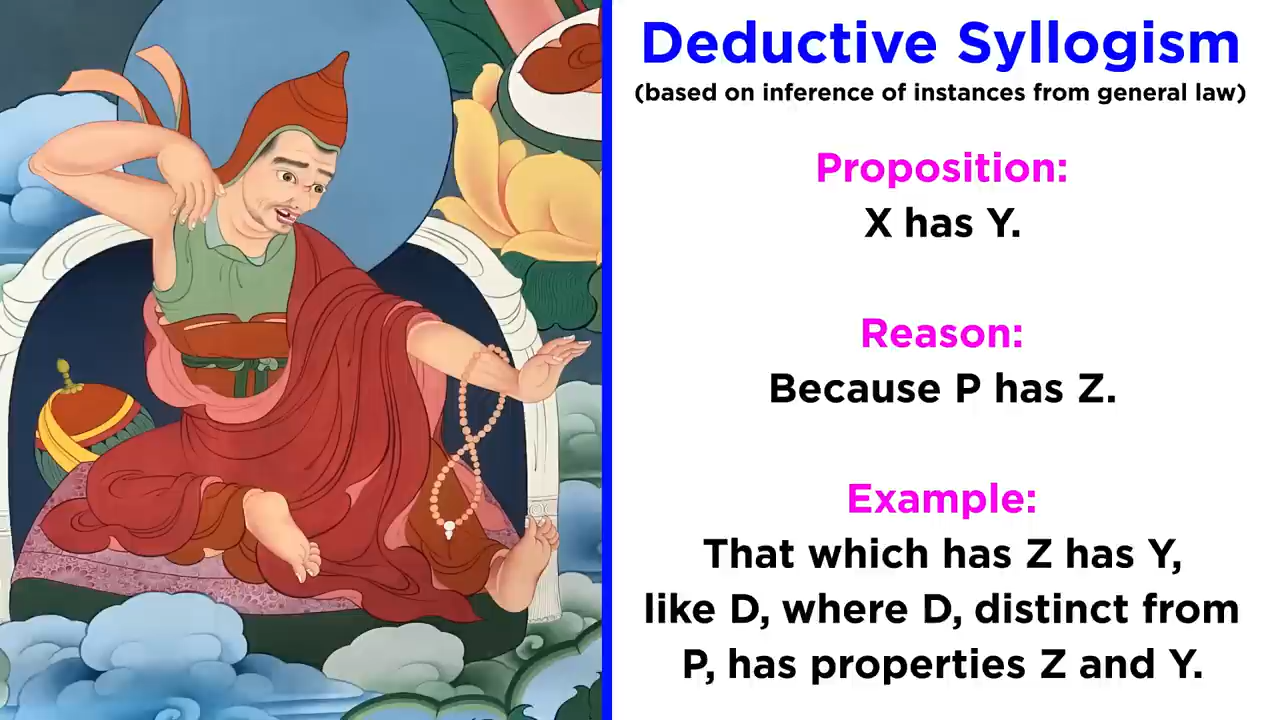 Deductive Syllogism
(based on inference of instances from general law)
Proposition:
X has Y.
Reason:
Because P has Z.
Example:
That which has Z has Y,
like D, where D, distinct from
P, has properties Z and Y.